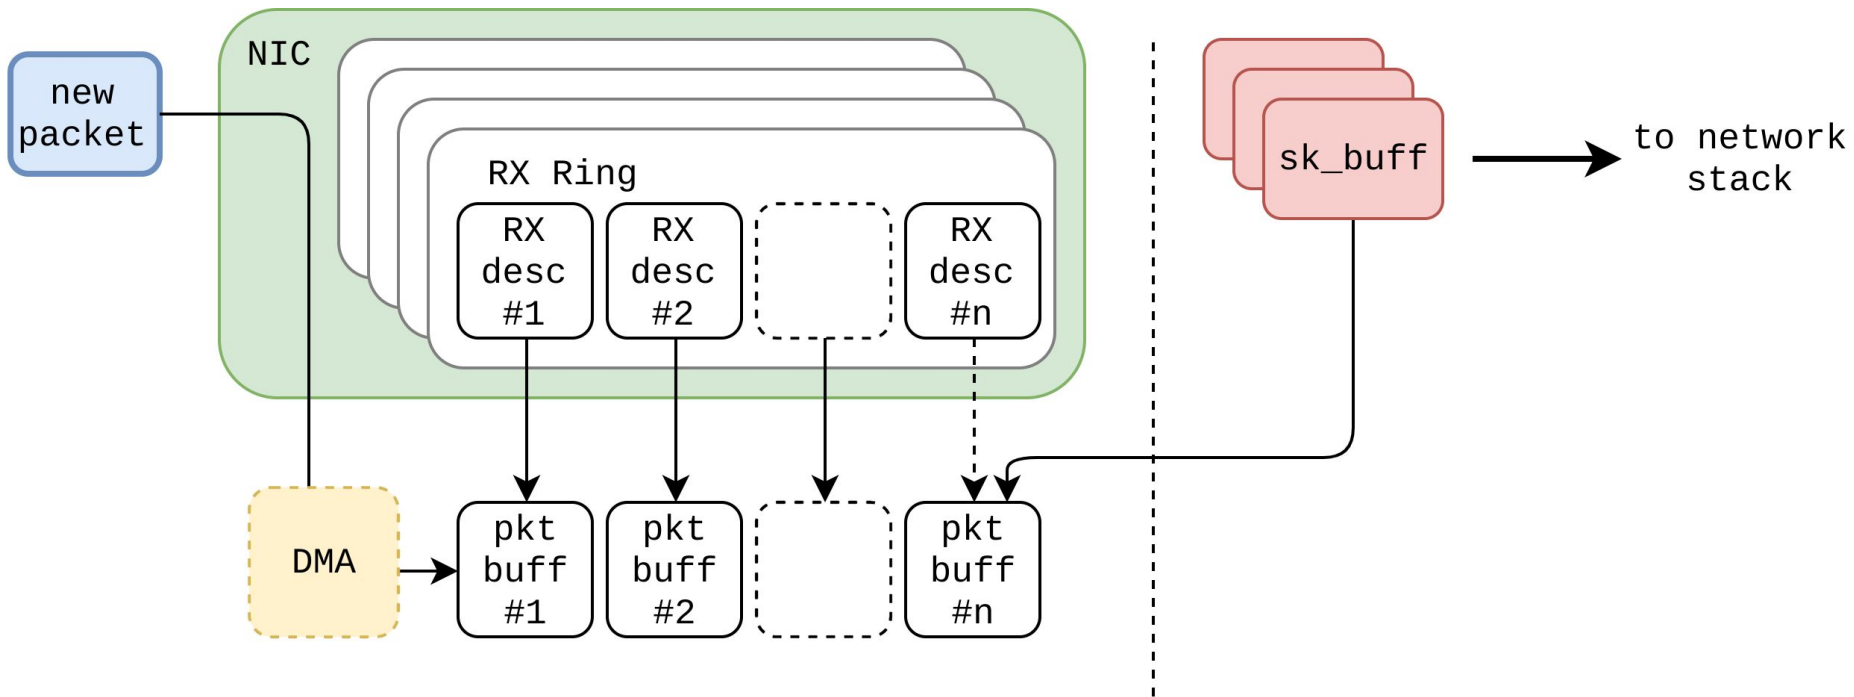 NIC
new
packet
RX Ring
RX
desc
#1
RX
desc
#2
RX
desc
#n
sk_buff
to network
stack
DMA
pkt
buff
#1
pkt
buff
#2
pkt
buff
#n